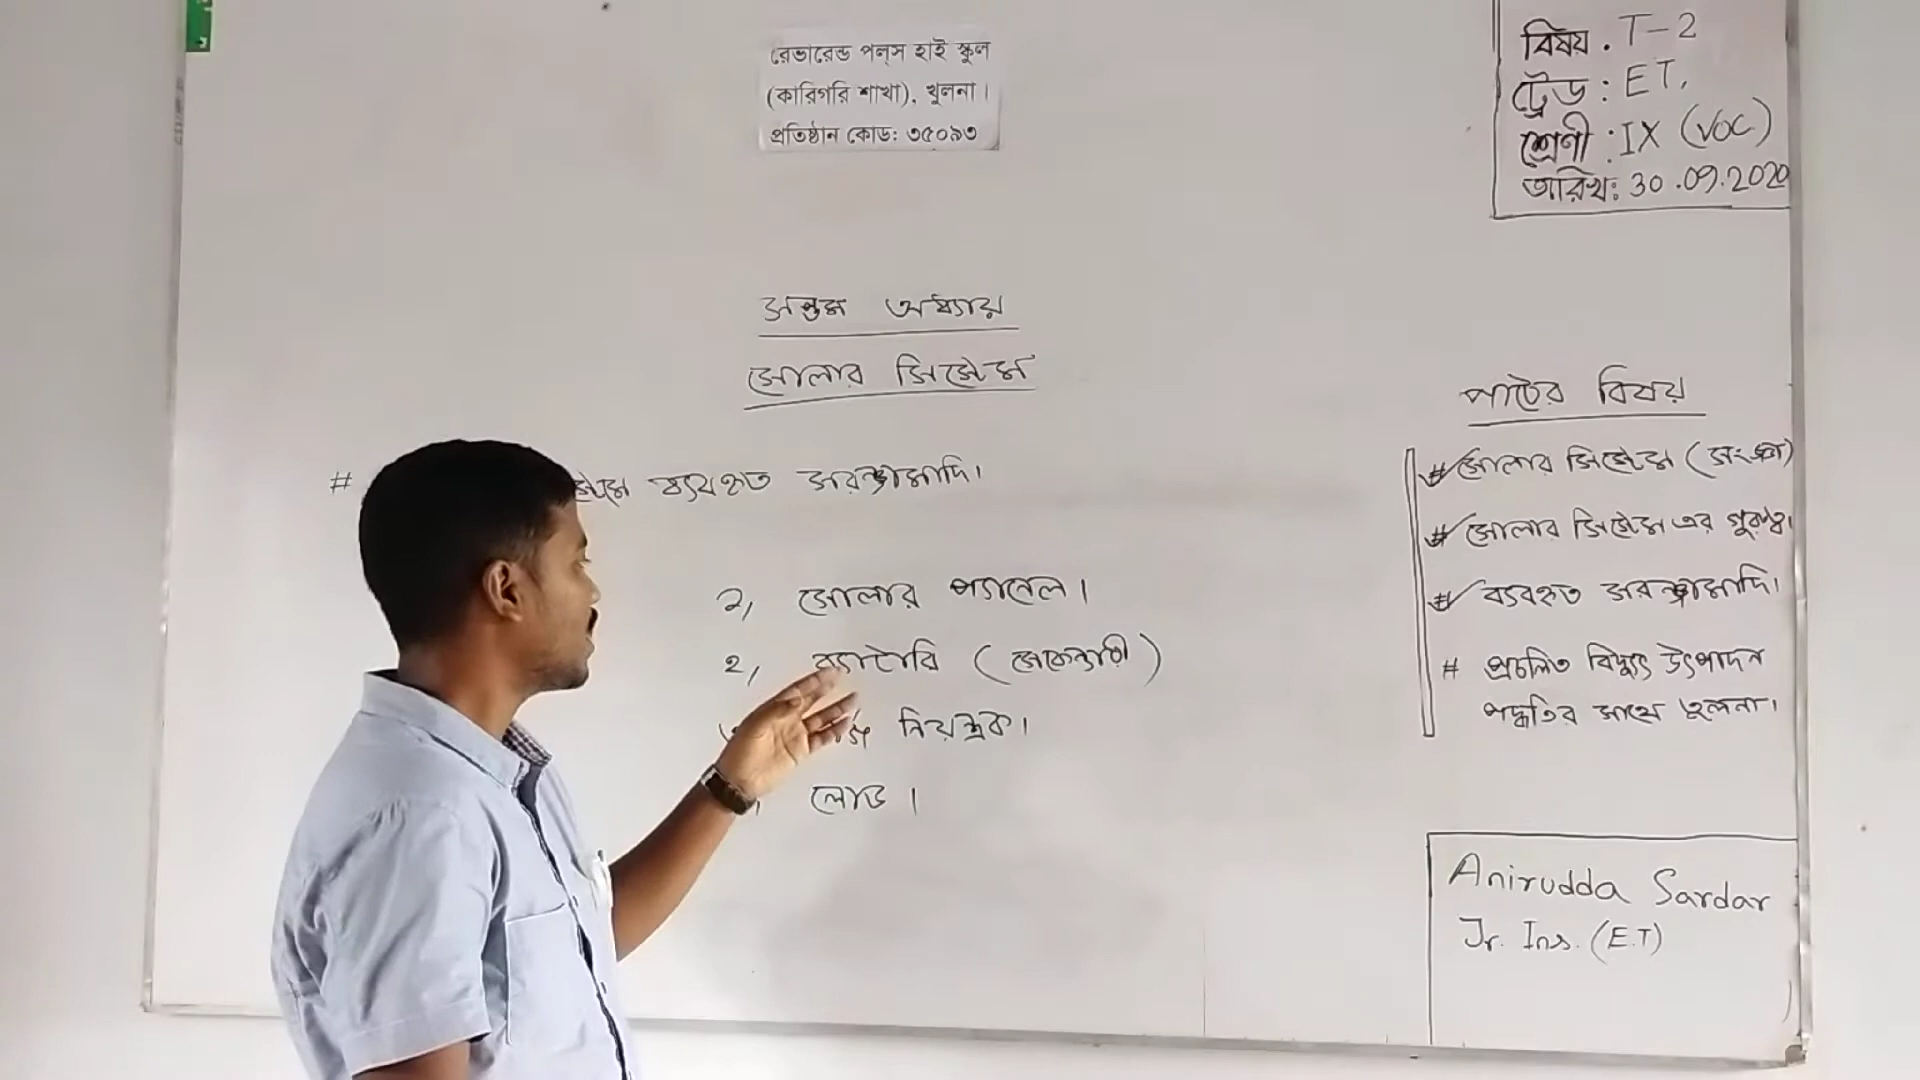 রেভারেন্ড পল্‌স হাই স্কুল
(কারিগরি শাখা), খুলনা।
প্রতিষ্ঠান কোড: ৩৫০৯৩
বিষয় . T-2
ট্রেড : ET.
শ্রেণী : IX (VOC)
তারিখ: 30.09.2020
সপ্তম অধ্যায়
সোলার সিস্টেম
# ব্যবহৃত সরঞ্জামাদি।
১, সোলার প্যানেল।
২, ব্যাটারি (সেকেন্ডারী)
নিয়ন্ত্রক।
লোড।
পাঠের বিষয়
# সোলার সিস্টেম (সংজ্ঞা)
# সোলার সিস্টেম এর গুরুত্ব।
# ব্যবহৃত সরঞ্জামাদি।
# প্রচলিত বিদ্যুৎ উৎপাদন
পদ্ধতির সাথে তুলনা।
Anirudda Sardar
Jr. Ins. (E.T)